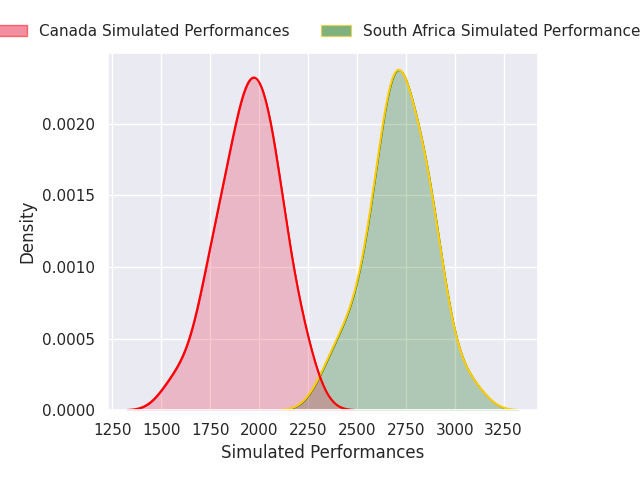 Canada Simulated Performances South Africa Simulated Performance
0.0020
0.0015
0.0010
0.0005
0.0000
Density
1250 1500 1750 2000 2250 2500 2750 3000 3250
Simulated Performances